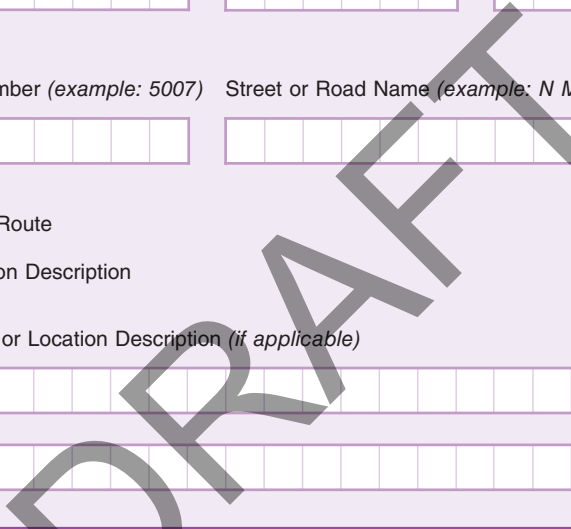 mber (example: 5007) Street or Road Name (example: N M
Route
on Description
or Location Description (if applicable)
DRAFT